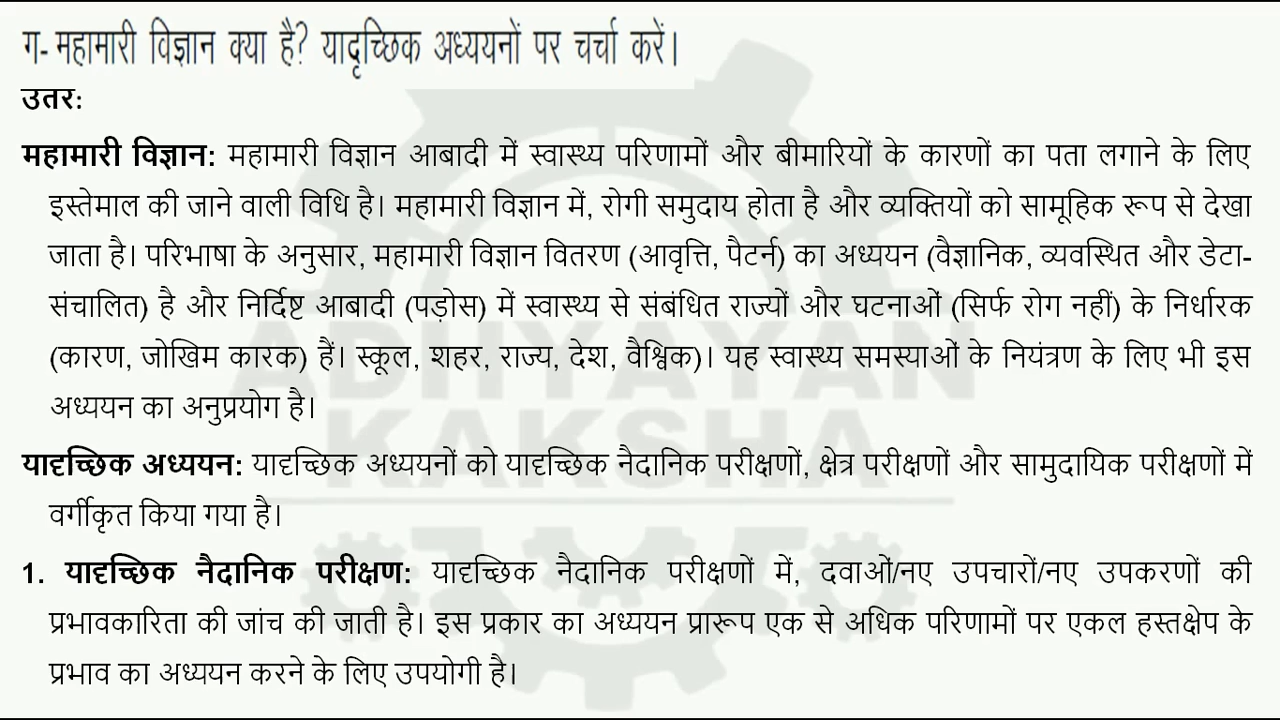 ग- महामारी विज्ञान क्या है? यादृच्छिक अध्ययनों पर चर्चा करें।
उतर:
महामारी विज्ञान: महामारी विज्ञान आबादी में स्वास्थ्य परिणामों और बीमारियों के कारणों का पता लगाने के लिए
इस्तेमाल की जाने वाली विधि है। महामारी विज्ञान में, रोगी समुदाय होता है और व्यक्तियों को सामूहिक रूप से देखा
जाता है। परिभाषा के अनुसार, महामारी विज्ञान वितरण (आवृत्ति, पैटर्न) का अध्ययन (वैज्ञानिक, व्यवस्थित और डेटा-
संचालित) है और निर्दिष्ट आबादी (पड़ोस) में स्वास्थ्य से संबंधित राज्यों और घटनाओं (सिर्फ रोग नहीं) के निर्धारक
(कारण, जोखिम कारक) हैं। स्कूल, शहर, राज्य, देश, वैश्विक)। यह स्वास्थ्य समस्याओं के नियंत्रण के लिए भी इस
अध्ययन का अनुप्रयोग है।
यादृच्छिक अध्ययन: यादृच्छिक अध्ययनों को यादृच्छिक नैदानिक परीक्षणों, क्षेत्र परीक्षणों और सामुदायिक परीक्षणों में
वर्गीकृत किया गया है।
1. यादृच्छिक नैदानिक परीक्षण: यादृच्छिक नैदानिक परीक्षणों में, दवाओं/नए उपचारों/नए उपकरणों की
प्रभावकारिता की जांच की जाती है। इस प्रकार का अध्ययन प्रारूप एक से अधिक परिणामों पर एकल हस्तक्षेप के
प्रभाव का अध्ययन करने के लिए उपयोगी है।
ADHYAYAN
KAKSHA